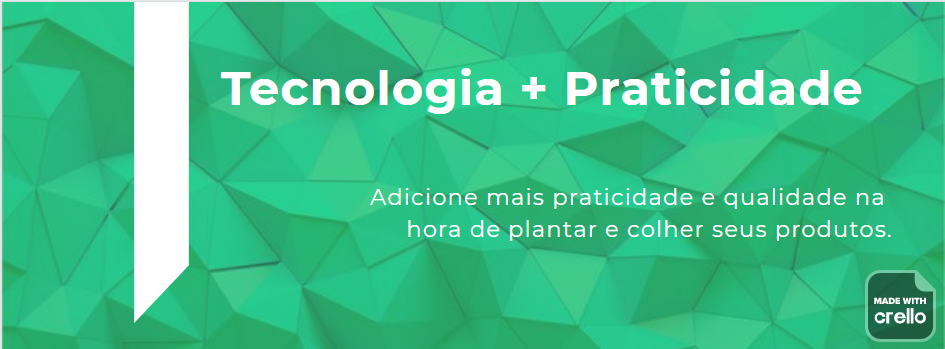 Tecnologia + Praticidade
Adicione mais praticidade e qualidade na
hora de plantar e colher seus produtos.
MADE WITH
crello